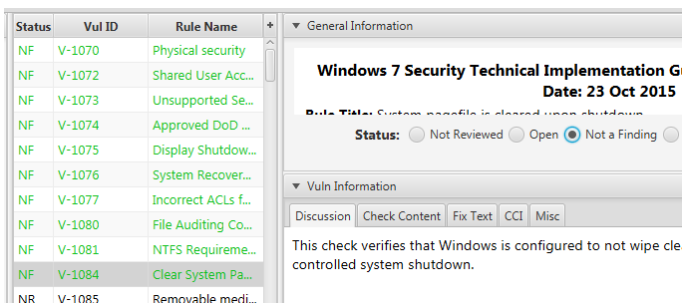 Status Vul ID Rule Name +
NF V-1070 Physical security
NF V-1072 Shared User Acc...
NF V-1073 Unsupported Se...
NF V-1074 Approved DoD ...
NF V-1075 Display Shutdow...
NF V-1076 System Recover...
NF V-1077 Incorrect ACLs f...
NF V-1080 File Auditing Co...
NF V-1081 NTFS Requireme...
NF V-1084 Clear System Pa...
NR V-1085 Removable medi...
General Information
Windows 7 Security Technical Implementation G
Date: 23 Oct 2015
Rule Title: System pagefile is cleared upon shutdown
Status: Not Reviewed Open Not a Finding
Vuln Information
Discussion Check Content Fix Text CCI Misc
This check verifies that Windows is configured to not wipe cle
controlled system shutdown.